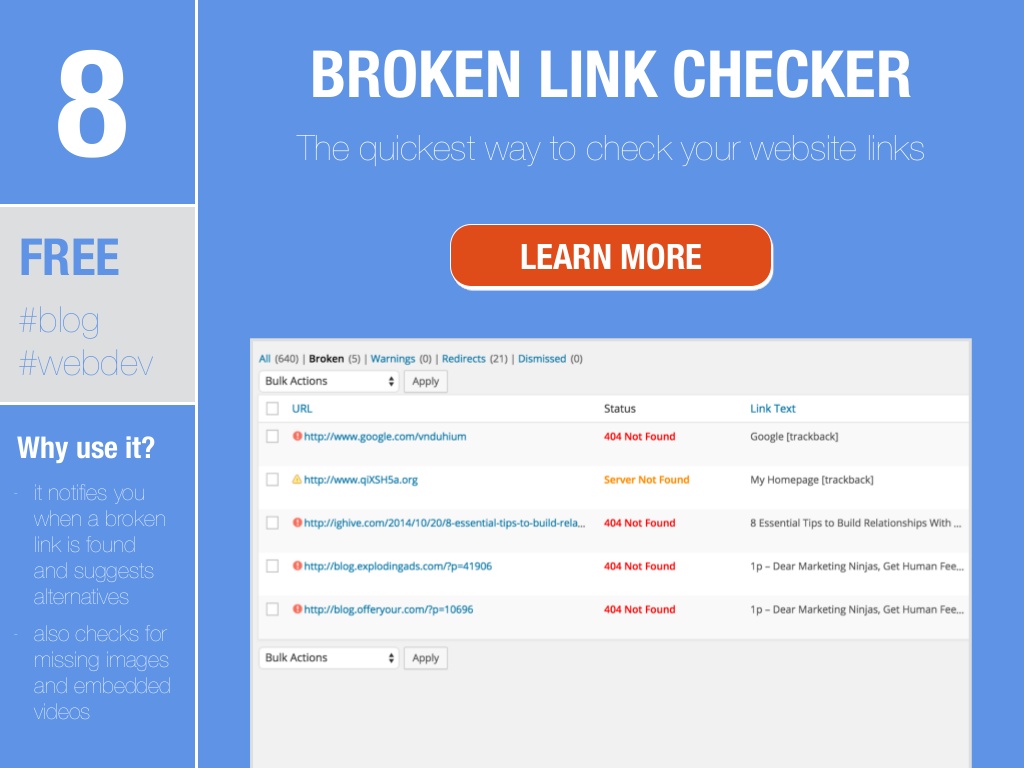 8
BROKEN LINK CHECKER
The quickest way to check your website links
LEARN MORE
FREE
#blog
#webdev
Why use it?
- it notifies you
when a broken
link is found
and suggests
alternatives
- also checks for
missing images
and embedded
videos
All (640) | Broken (5) | Warnings (0) | Redirects (21) | Dismissed (0)
Bulk Actions Apply
URL Status Link Text
http://www.google.com/vnduhium 404 Not Found Google [trackback]
http://www.qiXSH5a.org Server Not Found My Homepage [trackback]
http://ighive.com/2014/10/20/8-essential-tips-to-build-rela... 404 Not Found 8 Essential Tips to Build Relationships With ...
http://blog.explodingads.com/?p=41906 404 Not Found 1p – Dear Marketing Ninjas, Get Human Fee...
http://blog.offeryour.com/?p=10696 404 Not Found 1p – Dear Marketing Ninjas, Get Human Fee...
Bulk Actions Apply